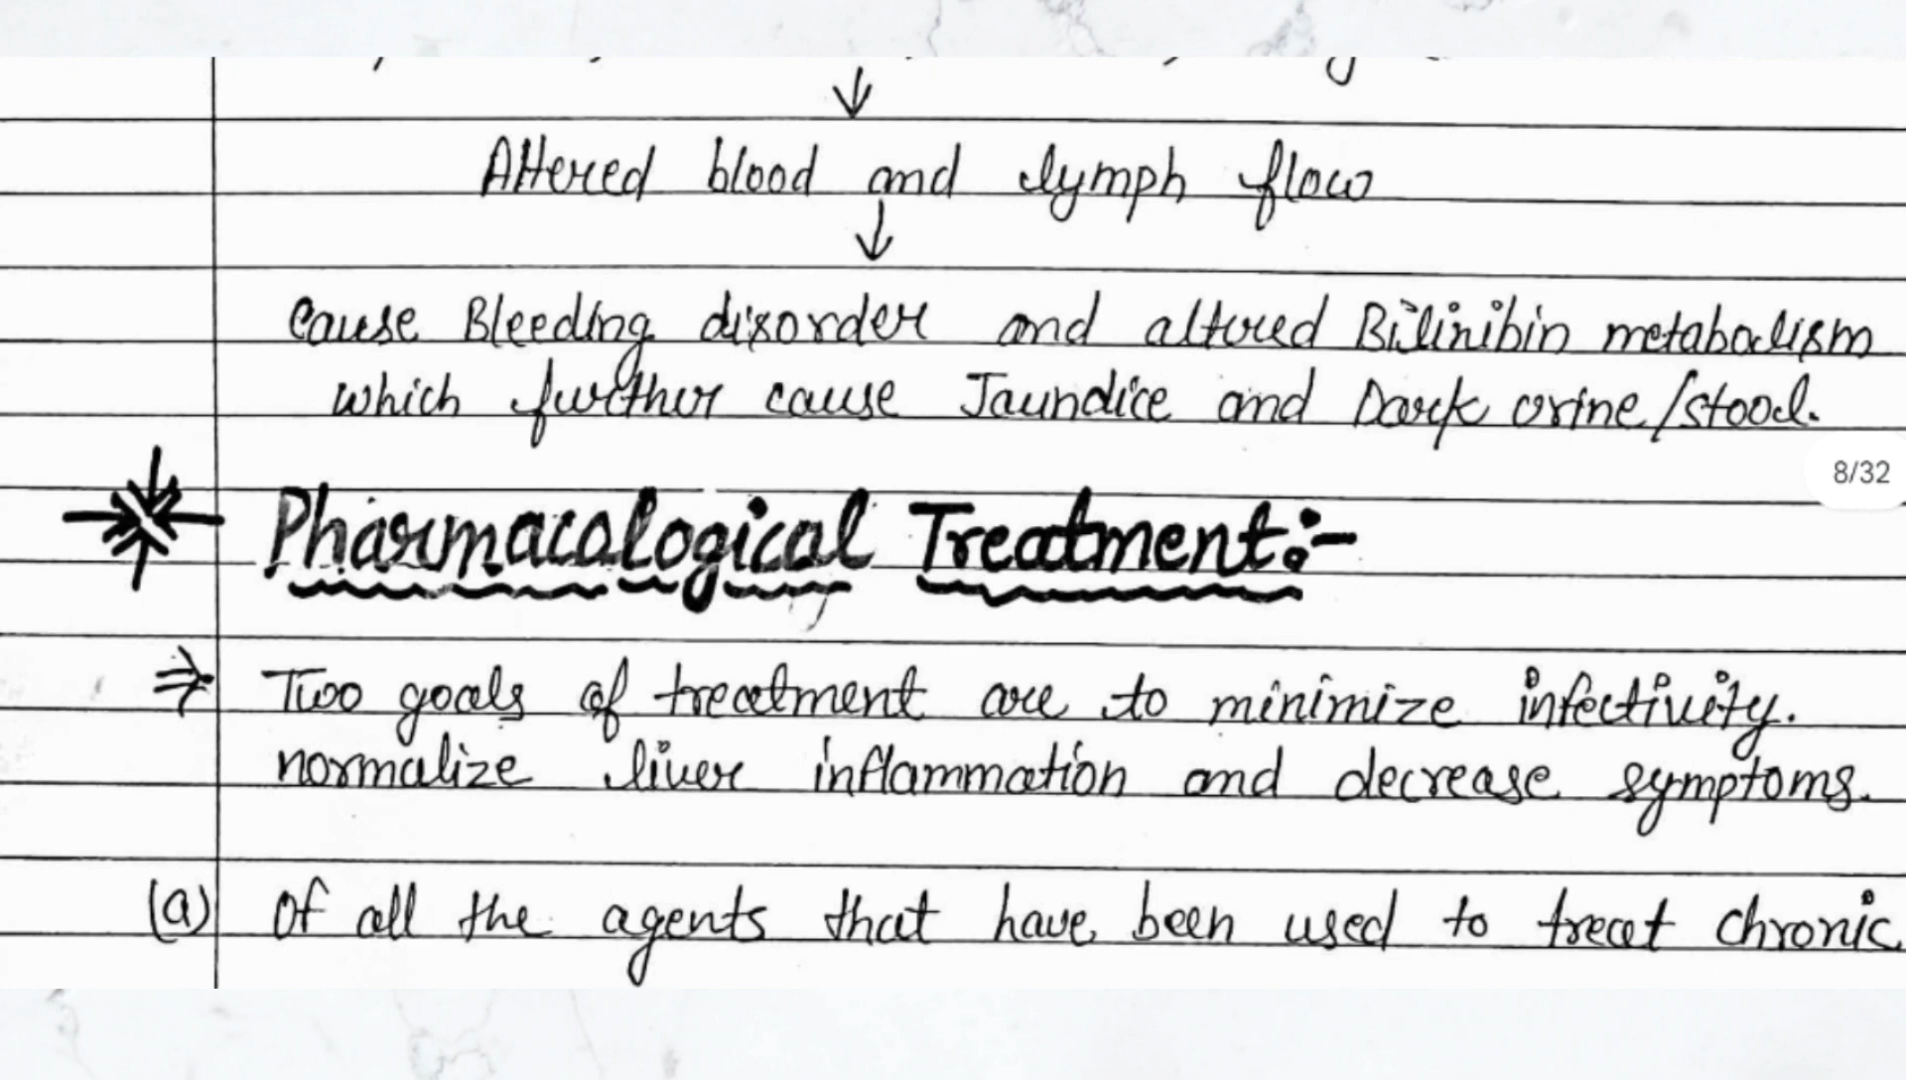 ↓
Altered blood and lymph flow
↓
cause Bleeding disorder and altered Bilinibin metabolism
which further cause Jaundice and Dark urine/stool.
8/32
Pharmacological Treatment:-
⇒ Two goals of treatment are to minimize infectivity.
normalize liver inflammation and decrease symptoms.
(a) Of all the agents that have been used to treat chronic